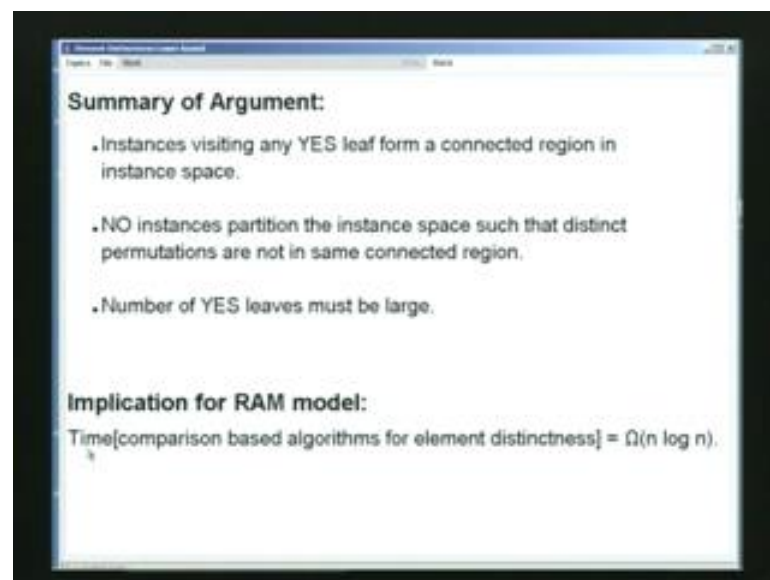 Summary of Argument:
.Instances visiting any YES leaf form a connected region in
instance space.
.NO instances partition the instance space such that distinct
permutations are not in same connected region.
.Number of YES leaves must be large.
Implication for RAM model:
Time[comparison based algorithms for element distinctness] = Ω(n log n).